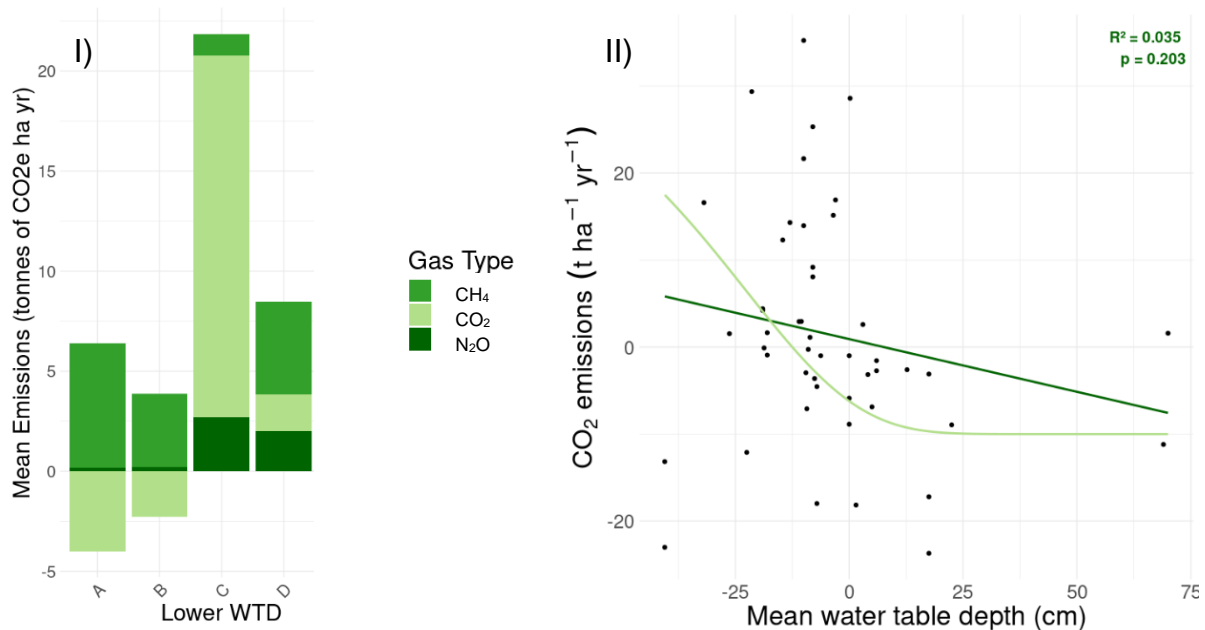 I)
Mean Emissions (tonnes of CO2e ha yr)
20
15
10
5
0
-5
A
B
C
D
Lower WTD
Gas Type
CH₄
CO₂
N₂O
II)
R² = 0.035
p = 0.203
CO₂ emissions (t ha⁻¹ yr⁻¹)
20
0
-20
-25
0
25
50
75
Mean water table depth (cm)